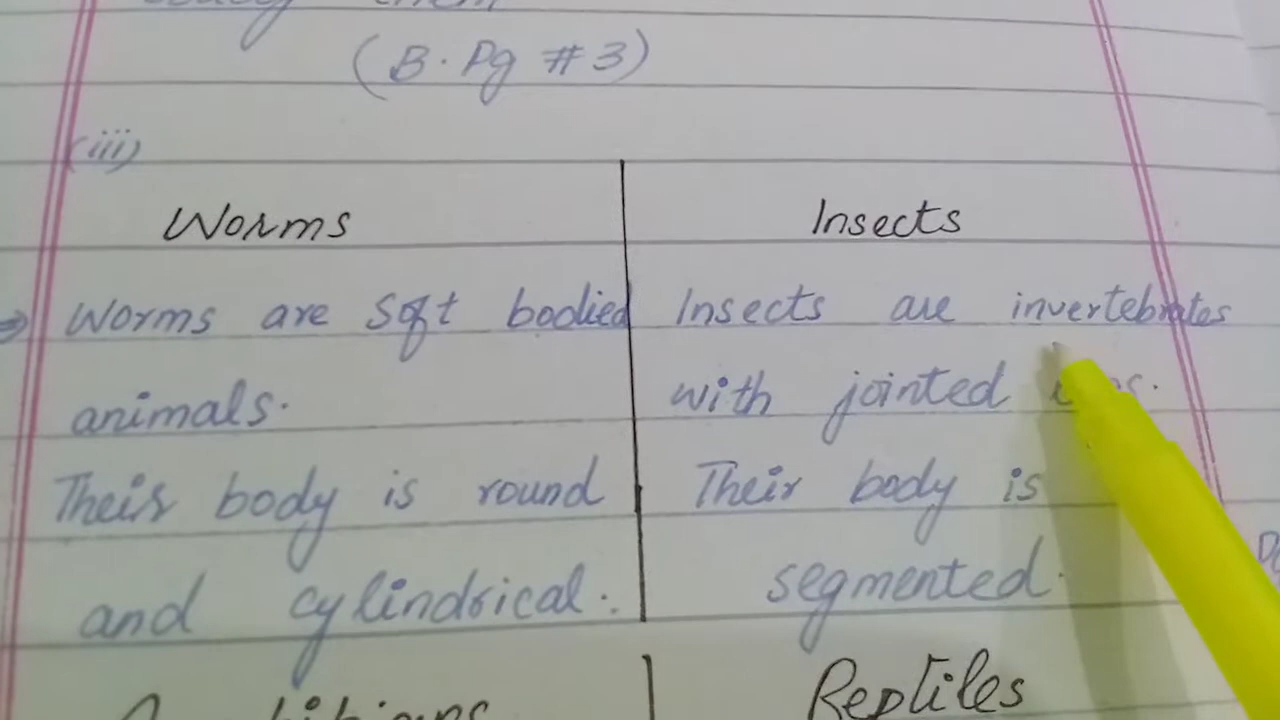 (B. Pg # 3)
(iii)
Worms
Insects
Worms are soft bodied
animals.
Their body is round
and cylindrical.
Insects are invertebrates
with jointed
Their body is
segmented.
Reptiles